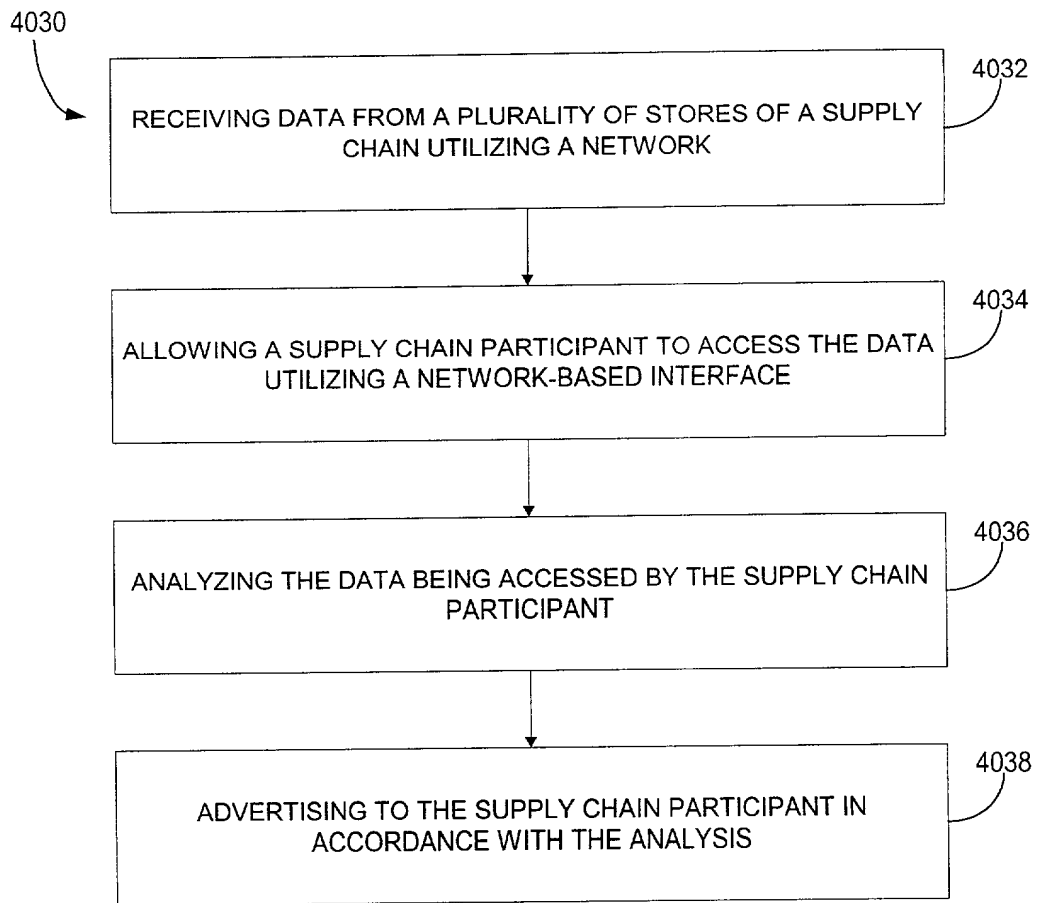 4030
4032
RECEIVING DATA FROM A PLURALITY OF STORES OF A SUPPLY
CHAIN UTILIZING A NETWORK
4034
ALLOWING A SUPPLY CHAIN PARTICIPANT TO ACCESS THE DATA
UTILIZING A NETWORK-BASED INTERFACE
4036
ANALYZING THE DATA BEING ACCESSED BY THE SUPPLY CHAIN
PARTICIPANT
4038
ADVERTISING TO THE SUPPLY CHAIN PARTICIPANT IN
ACCORDANCE WITH THE ANALYSIS